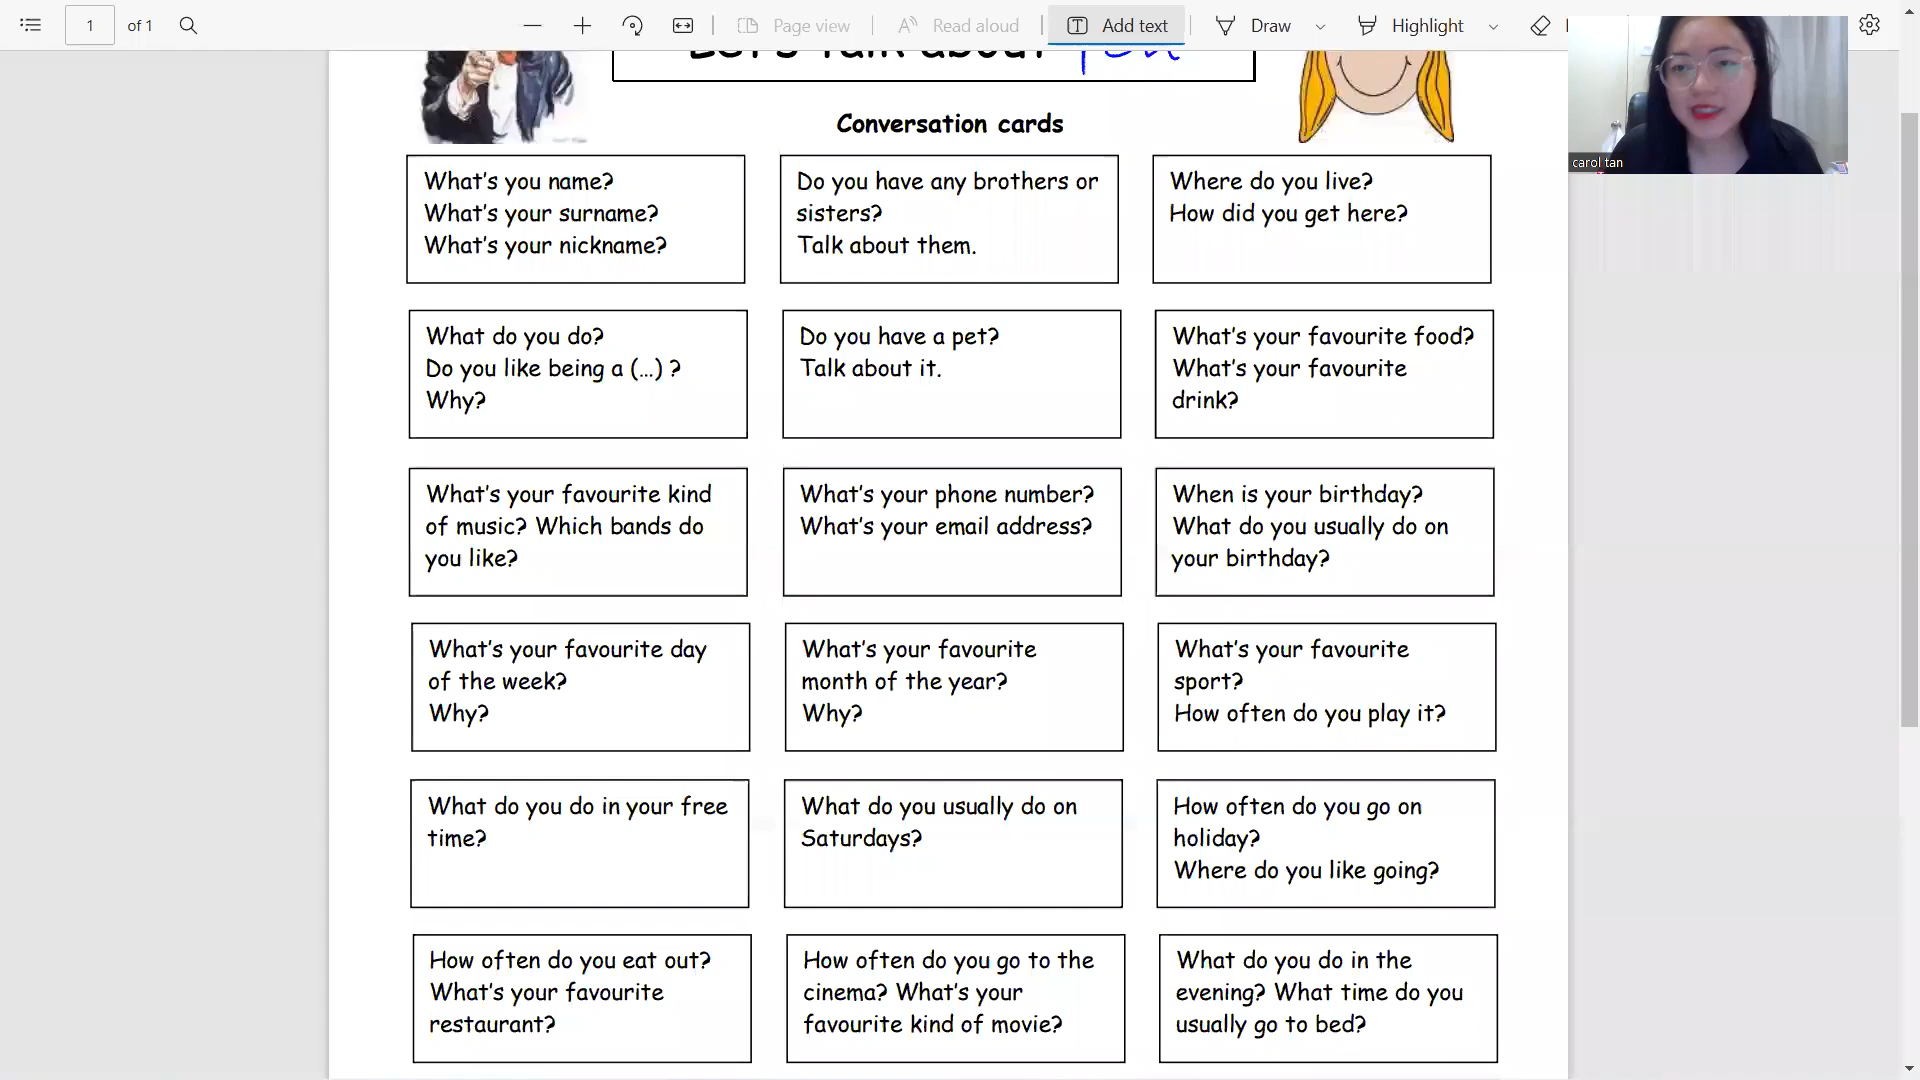 1
of 1
Page view
Read aloud
Add text
Draw
Highlight
Let's Talk about you
carol tan
Conversation cards
What's you name?
What's your surname?
What's your nickname?
Do you have any brothers or
sisters?
Talk about them.
Where do you live?
How did you get here?
What do you do?
Do you like being a (…) ?
Why?
Do you have a pet?
Talk about it.
What's your favourite food?
What's your favourite
drink?
What's your favourite kind
of music? Which bands do
you like?
What's your phone number?
What's your email address?
When is your birthday?
What do you usually do on
your birthday?
What's your favourite day
of the week?
Why?
What's your favourite
month of the year?
Why?
What's your favourite
sport?
How often do you play it?
What do you do in your free
time?
What do you usually do on
Saturdays?
How often do you go on
holiday?
Where do you like going?
How often do you eat out?
What's your favourite
restaurant?
How often do you go to the
cinema? What's your
favourite kind of movie?
What do you do in the
evening? What time do you
usually go to bed?